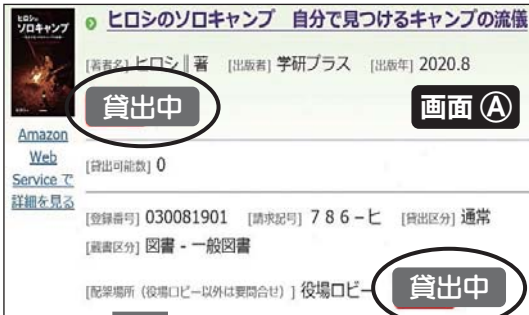 ヒロシの
ソロキャンプ
ヒロシのソロキャンプ 自分で見つけるキャンプの流儀
[著者名] ヒロシ‖著 [出版者] 学研プラス [出版年] 2020.8
貸出中
画面Ⓐ
Amazon
Web
Service で
詳細を見る
[貸出可能数] 0
[登録番号] 030081901 [請求記号] 786-ヒ [貸出区分] 通常
[蔵書区分] 図書 - 一般図書
[配架場所(役場ロビー以外は要問合せ)] 役場ロビー 貸出中